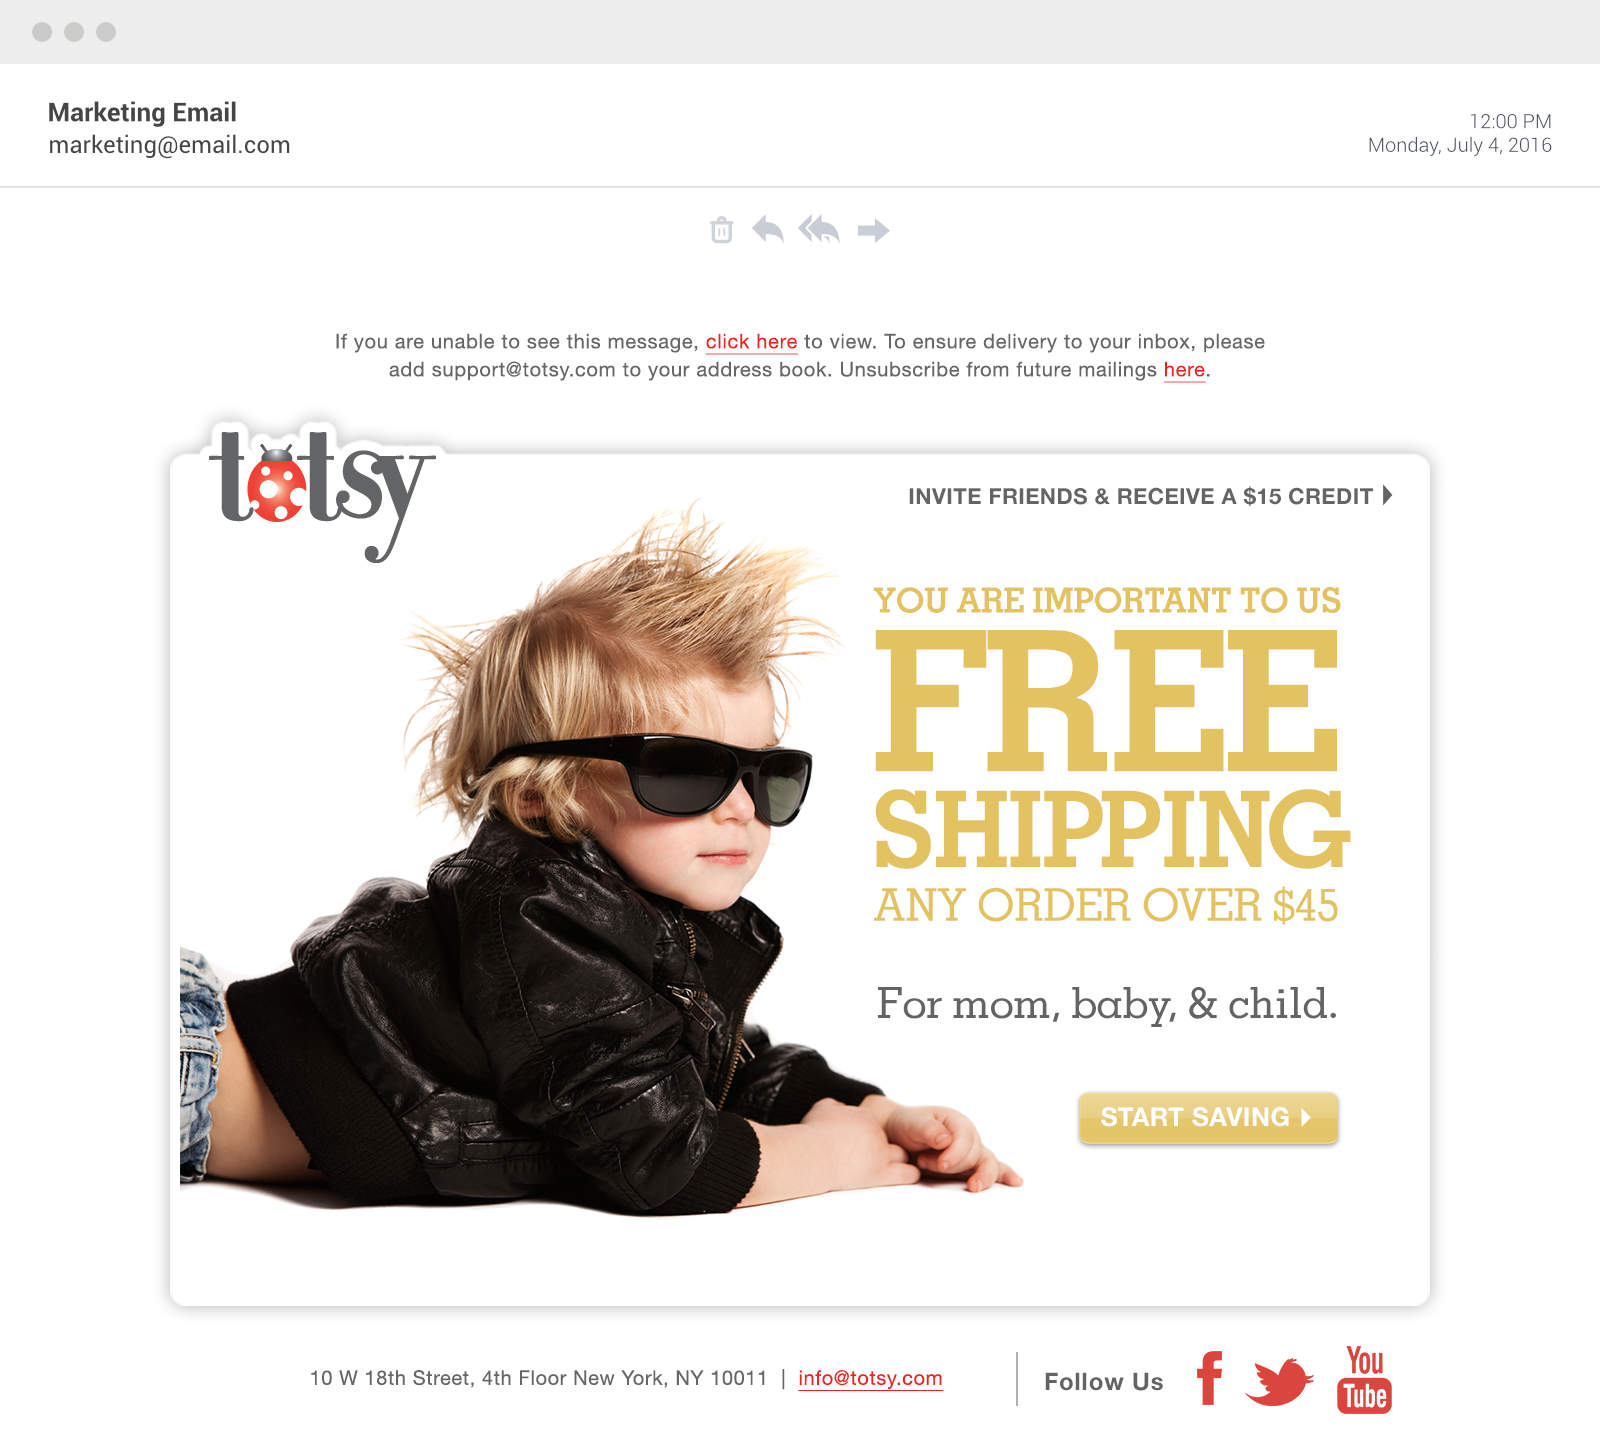 Marketing Email
marketing@email.com
12:00 PM
Monday, July 4, 2016
If you are unable to see this message, click here to view. To ensure delivery to your inbox, please
add support@totsy.com to your address book. Unsubscribe from future mailings here.
totsy
INVITE FRIENDS & RECEIVE A $15 CREDIT
YOU ARE IMPORTANT TO US
FREE
SHIPPING
ANY ORDER OVER $45
For mom, baby, & child.
START SAVING
10 W 18th Street, 4th Floor New York, NY 10011 | info@totsy.com
Follow Us
You
Tube